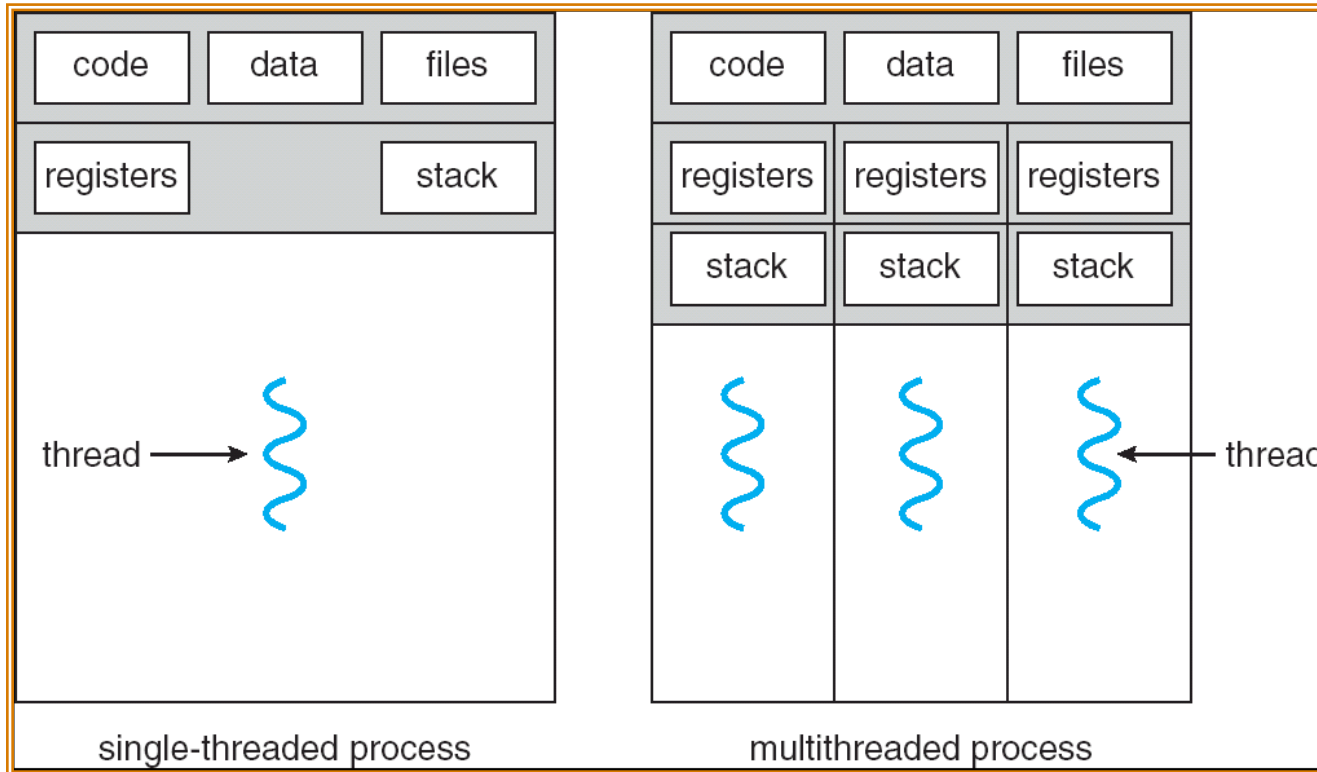 code data files
registers stack
thread
single-threaded process
code data files
registers registers registers
stack stack stack
thread
multithreaded process